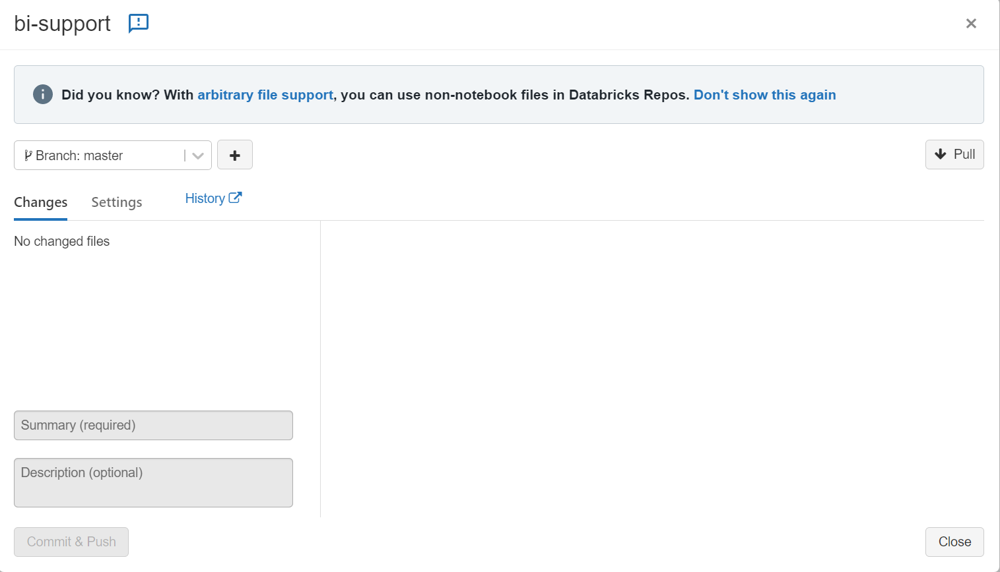 bi-support
Did you know? With arbitrary file support, you can use non-notebook files in Databricks Repos. Don't show this again
Branch: master
Pull
Changes
Settings
History
No changed files
Summary (required)
Description (optional)
Commit & Push
Close